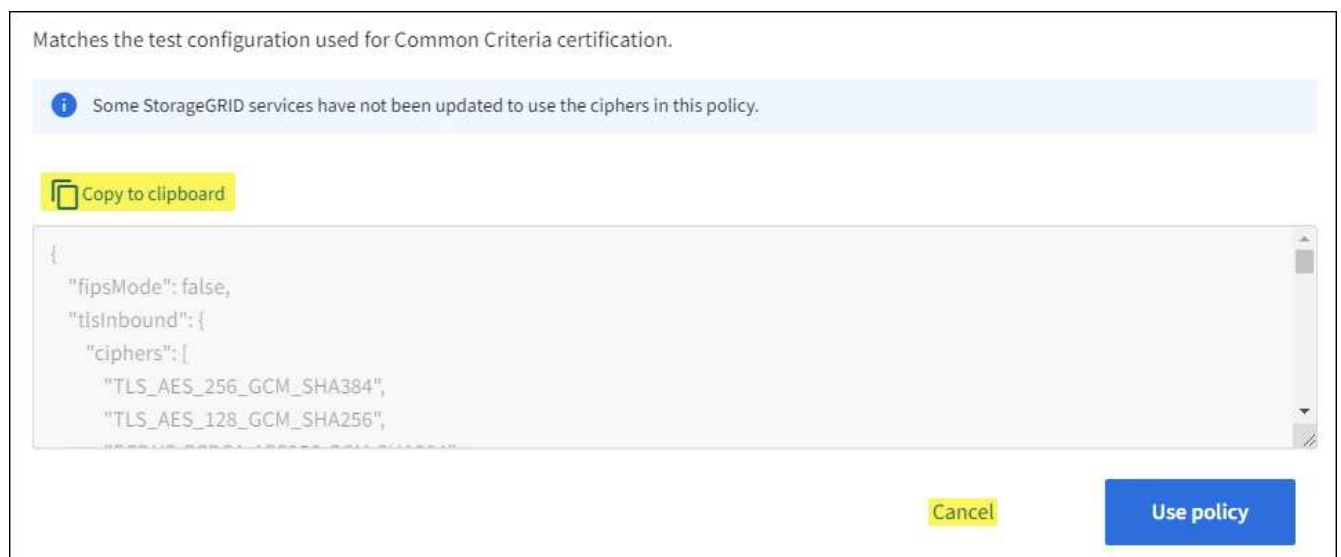 Matches the test configuration used for Common Criteria certification.
Some StorageGRID services have not been updated to use the ciphers in this policy.
Copy to clipboard
{
"fipsMode": false,
"tlsInbound": {
"ciphers": [
"TLS_AES_256_GCM_SHA384",
"TLS_AES_128_GCM_SHA256",
Cancel
Use policy